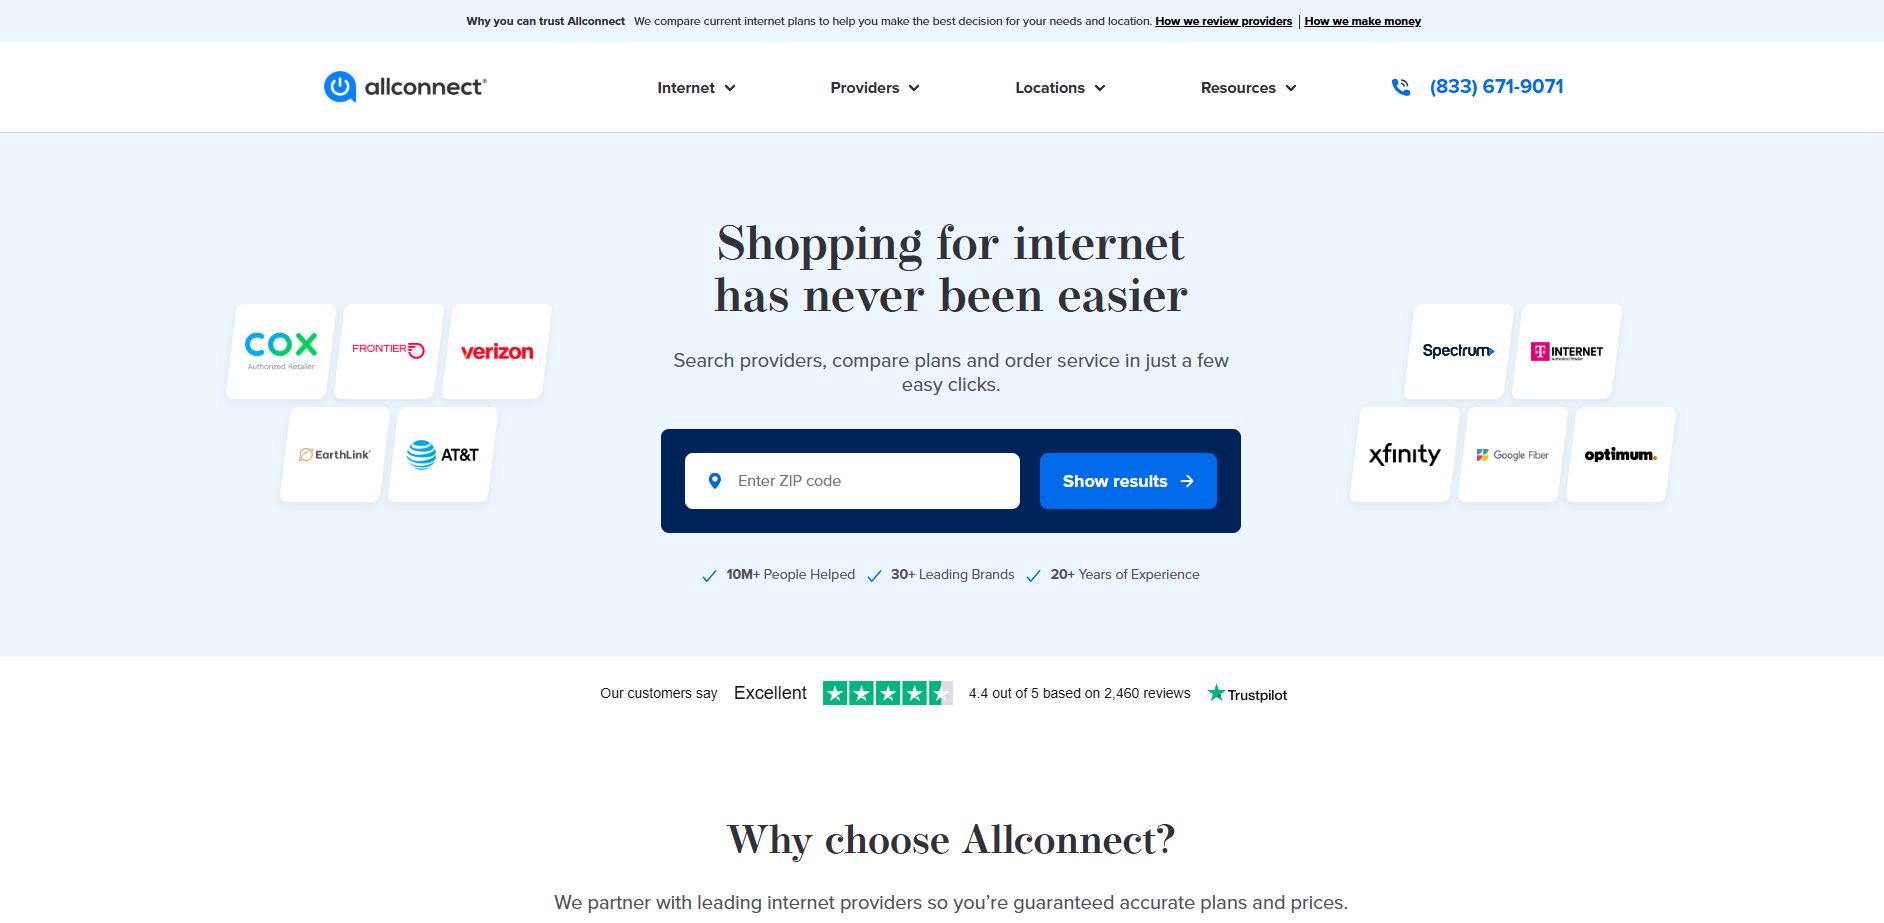 Why you can trust Allconnect We compare current internet plans to help you make the best decision for your needs and location. How we review providers | How we make money
allconnect®
Internet
Providers
Locations
Resources
(833) 671-9071
Shopping for internet
has never been easier
Search providers, compare plans and order service in just a few
easy clicks.
COX
Authorized Retailer
FRONTIER
verizon
EarthLink®
AT&T
Spectrum
T INTERNET
Authorized Retailer
xfinity
Google Fiber
optimum.
Enter ZIP code
Show results
10M+ People Helped
30+ Leading Brands
20+ Years of Experience
Our customers say Excellent 4.4 out of 5 based on 2,460 reviews Trustpilot
Why choose Allconnect?
We partner with leading internet providers so you’re guaranteed accurate plans and prices.